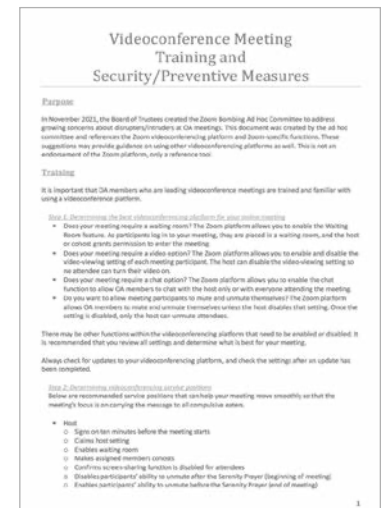 Videoconference Meeting
Training and
Security/Preventive Measures
Purpose
In November 2021, the Board of Trustees created the Zoom Bombing Ad Hoc Committee to address
growing concerns about disrupters/intruders at OA meetings. This document was created by the ad hoc
committee and references the Zoom videoconferencing platform and Zoom-specific functions. These
suggestions may provide guidance on using other videoconferencing platforms as well. This is not an
endorsement of the Zoom platform, only a reference tool.
Training
It is important that OA members who are leading videoconference meetings are trained and familiar with
using a videoconference platform.
Step 1: Determining the best videoconferencing platform for your online meeting
• Does your meeting require a waiting room? The Zoom platform allows you to enable the Waiting
Room feature. As participants log in to your meeting, they are placed in a waiting room, and the host
or cohost grants permission to enter the meeting.
• Does your meeting require a video option? The Zoom platform allows you to enable and disable the
video-viewing setting of each meeting participant. The host can disable the video-viewing setting so
no attendee can turn their video on.
• Does your meeting require a chat option? The Zoom platform allows you to enable the chat
function to allow OA members to chat with the host only or with everyone attending the meeting.
• Do you want to allow meeting participants to mute and unmute themselves? The Zoom platform
allows OA members to mute and unmute themselves unless the host disables that setting. Once the
setting is disabled, only the host can unmute attendees.
There may be other functions within the videoconferencing platform that need to be enabled or disabled. It
is recommended that you review all settings and determine what is best for your meeting.
Always check for updates to your videoconferencing platform, and check the settings after an update has
been completed.
Step 2: Determining videoconferencing service positions
Below are recommended service positions that can help your meeting move smoothly so that the
meeting's focus is on carrying the message to all compulsive eaters.
• Host
o Signs on ten minutes before the meeting starts
o Claims host setting
o Enables waiting room
o Makes assigned members cohosts
o Confirms screen-sharing function is disabled for attendees
o Disables participants' ability to unmute after the Serenity Prayer (beginning of meeting)
o Enables participants' ability to unmute before the Serenity Prayer (end of meeting)
1